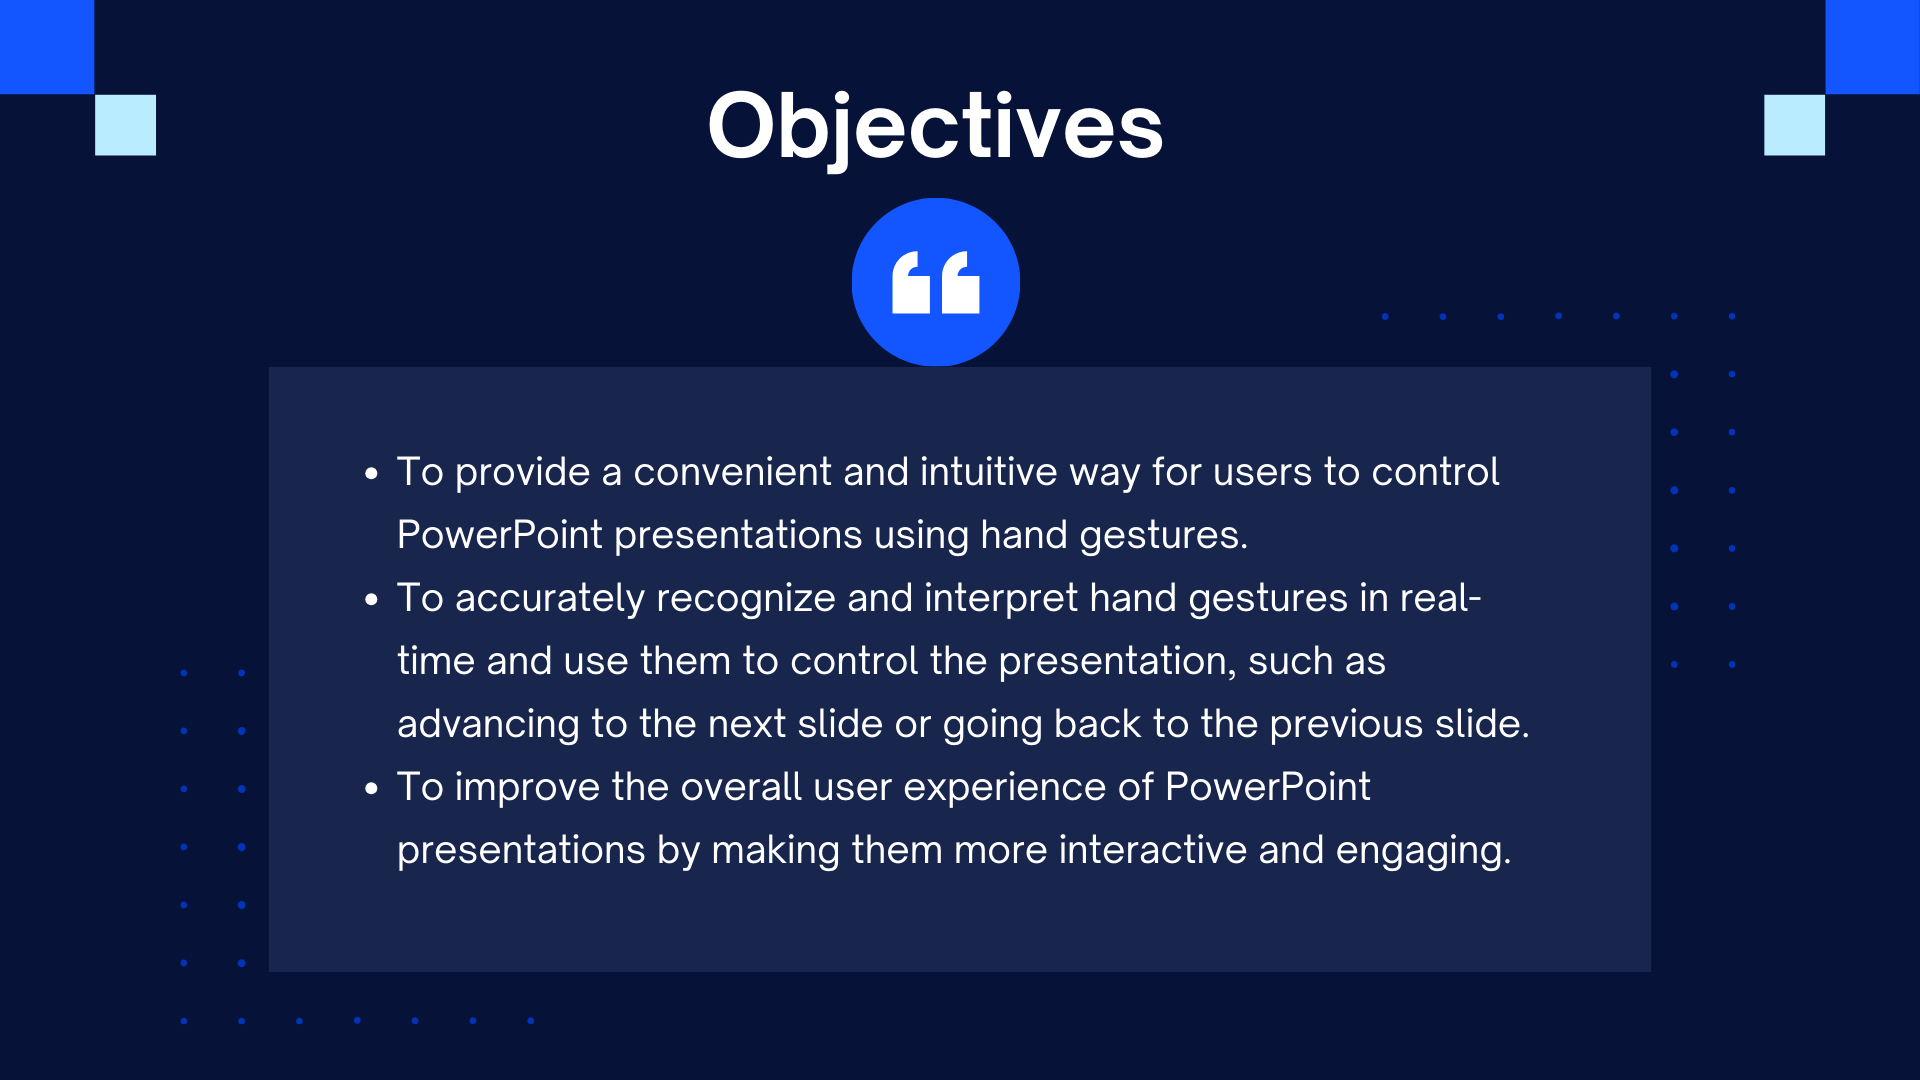 Objectives
• To provide a convenient and intuitive way for users to control
PowerPoint presentations using hand gestures.
• To accurately recognize and interpret hand gestures in real-
time and use them to control the presentation, such as
advancing to the next slide or going back to the previous slide.
• To improve the overall user experience of PowerPoint
presentations by making them more interactive and engaging.